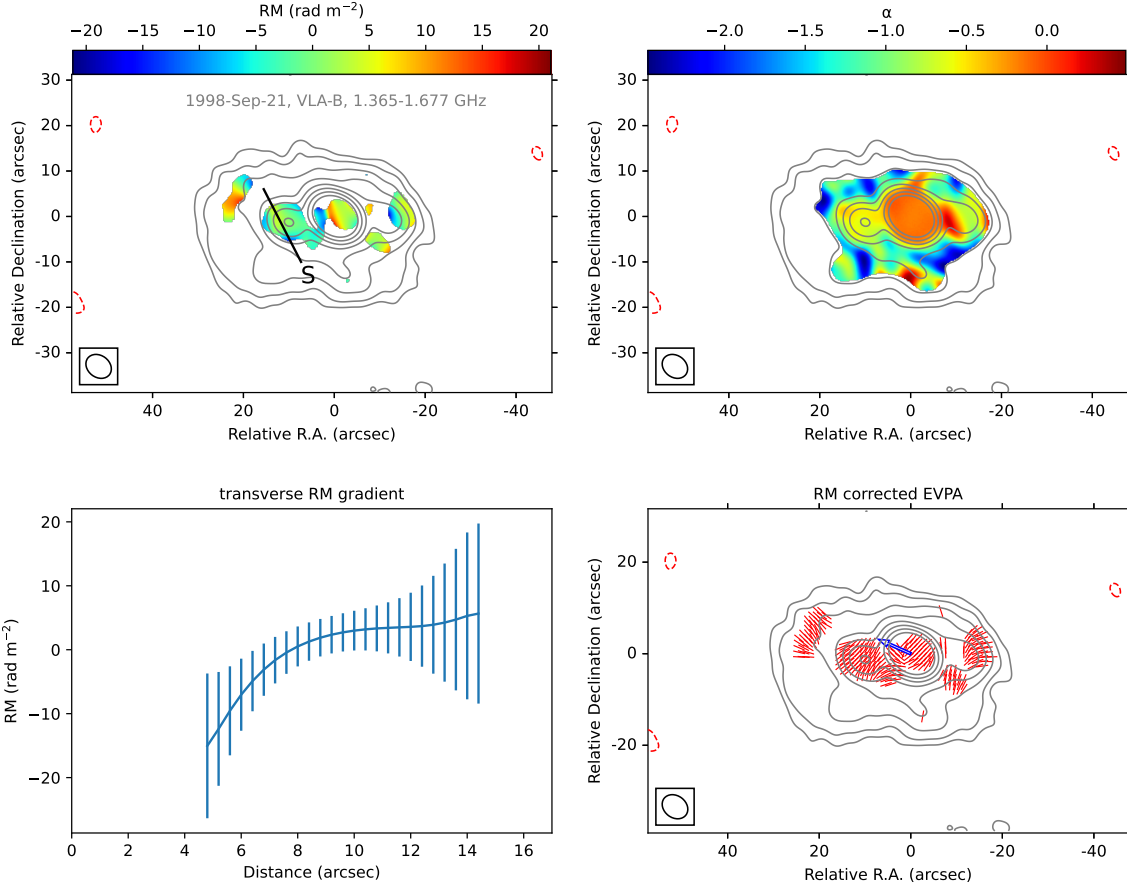 RM (rad m⁻²)
−20 −15 −10 −5 0 5 10 15 20
1998-Sep-21, VLA-B, 1.365-1.677 GHz
30
20
10
0
-10
-20
-30
Relative Declination (arcsec)
S
40 20 0 -20 -40
Relative R.A. (arcsec)
α
−2.0 −1.5 −1.0 −0.5 0.0
30
20
10
0
-10
-20
-30
Relative Declination (arcsec)
40 20 0 -20 -40
Relative R.A. (arcsec)
transverse RM gradient
20
10
0
−10
−20
RM (rad m⁻²)
0 2 4 6 8 10 12 14 16
Distance (arcsec)
RM corrected EVPA
20
0
-20
Relative Declination (arcsec)
40 20 0 -20 -40
Relative R.A. (arcsec)